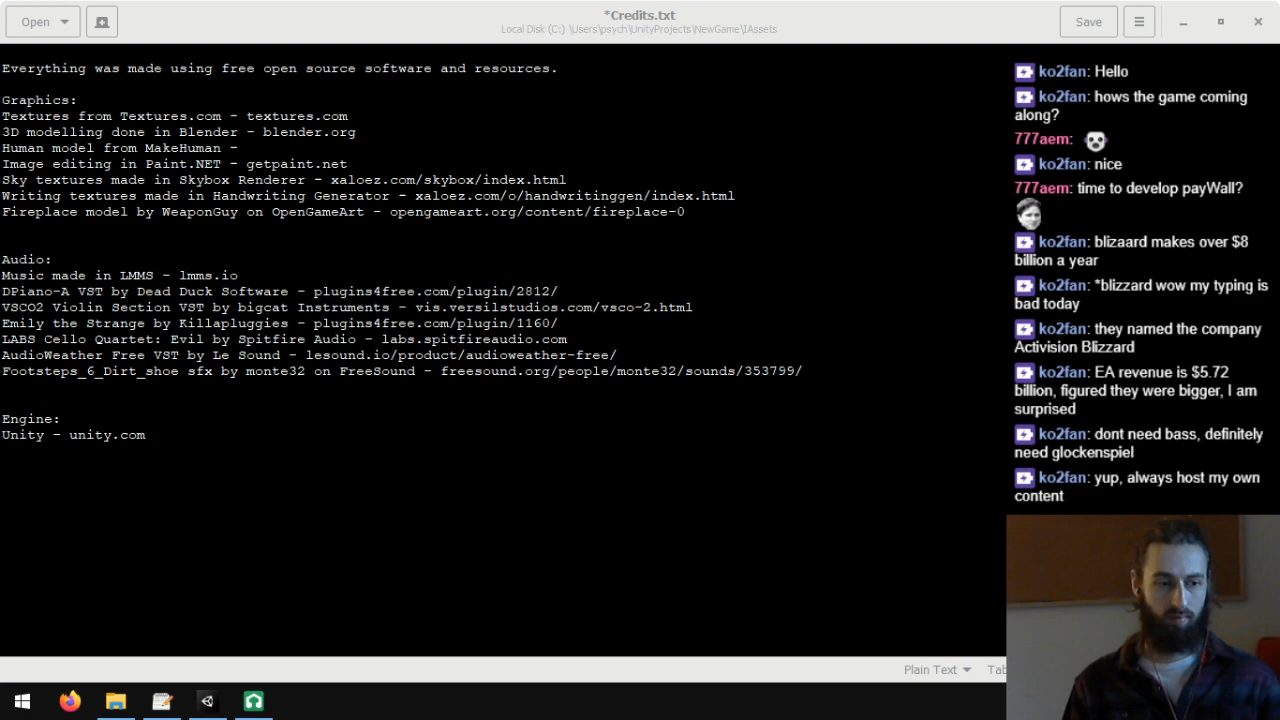 Open
*Credits.txt
Local Disk (C:) \Users\psych\UnityProjects\NewGame\lAssets
Save
Everything was made using free open source software and resources.
Graphics:
Textures from Textures.com - textures.com
3D modelling done in Blender - blender.org
Human model from MakeHuman -
Image editing in Paint.NET - getpaint.net
Sky textures made in Skybox Renderer - xaloez.com/skybox/index.html
Writing textures made in Handwriting Generator - xaloez.com/o/handwritinggen/index.html
Fireplace model by WeaponGuy on OpenGameArt - opengameart.org/content/fireplace-0
Audio:
Music made in LMMS - lmms.io
DPiano-A VST by Dead Duck Software - plugins4free.com/plugin/2812/
VSCO2 Violin Section VST by bigcat Instruments - vis.versilstudios.com/vsco-2.html
Emily the Strange by Killapluggies - plugins4free.com/plugin/1160/
LABS Cello Quartet: Evil by Spitfire Audio - labs.spitfireaudio.com
AudioWeather Free VST by Le Sound - lesound.io/product/audioweather-free/
Footsteps_6_Dirt_shoe sfx by monte32 on FreeSound - freesound.org/people/monte32/sounds/353799/
Engine:
Unity - unity.com
ko2fan: Hello
ko2fan: hows the game coming
along?
777aem:
ko2fan: nice
777aem: time to develop payWall?
ko2fan: blizaard makes over $8
billion a year
ko2fan: *blizzard wow my typing is
bad today
ko2fan: they named the company
Activision Blizzard
ko2fan: EA revenue is $5.72
billion, figured they were bigger, I am
surprised
ko2fan: dont need bass, definitely
need glockenspiel
ko2fan: yup, always host my own
content
Plain Text
Tab